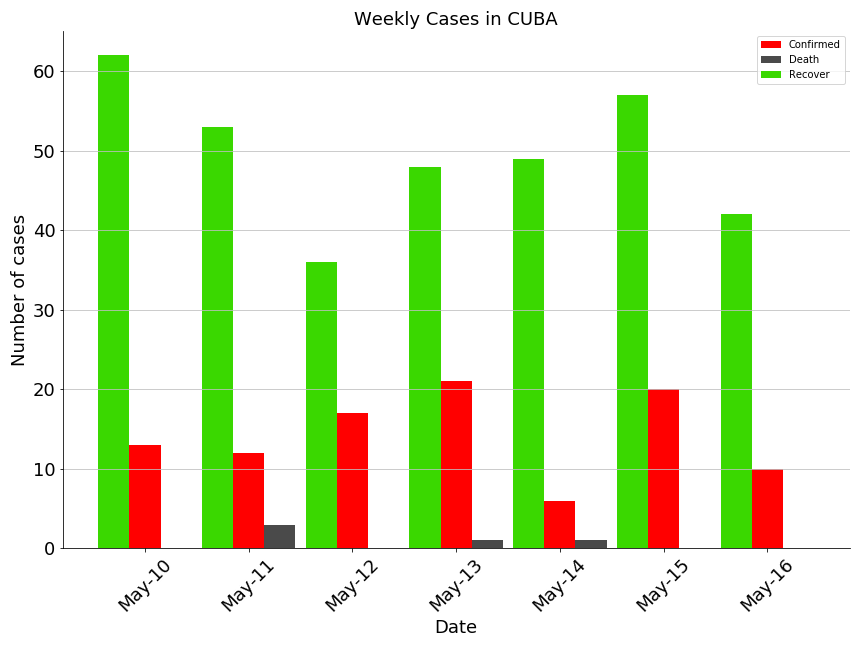 Weekly Cases in CUBA
Confirmed
Death
Recover
Number of cases
60
50
40
30
20
10
0
May-10
May-11
May-12
May-13
May-14
May-15
May-16
Date